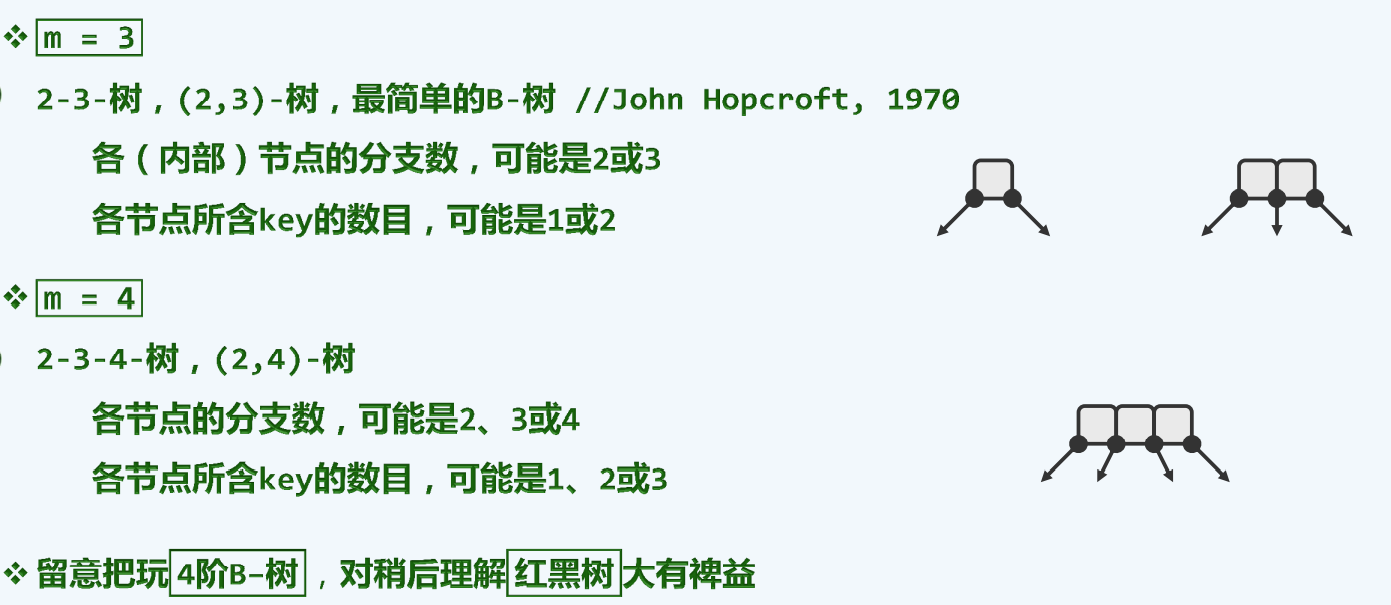 m = 3
2-3-树，(2,3)-树，最简单的B-树 //John Hopcroft, 1970
各（内部）节点的分支数，可能是2或3
各节点所含key的数目，可能是1或2
m = 4
2-3-4-树，(2,4)-树
各节点的分支数，可能是2、3或4
各节点所含key的数目，可能是1、2或3
留意把玩4阶B-树，对稍后理解红黑树大有裨益